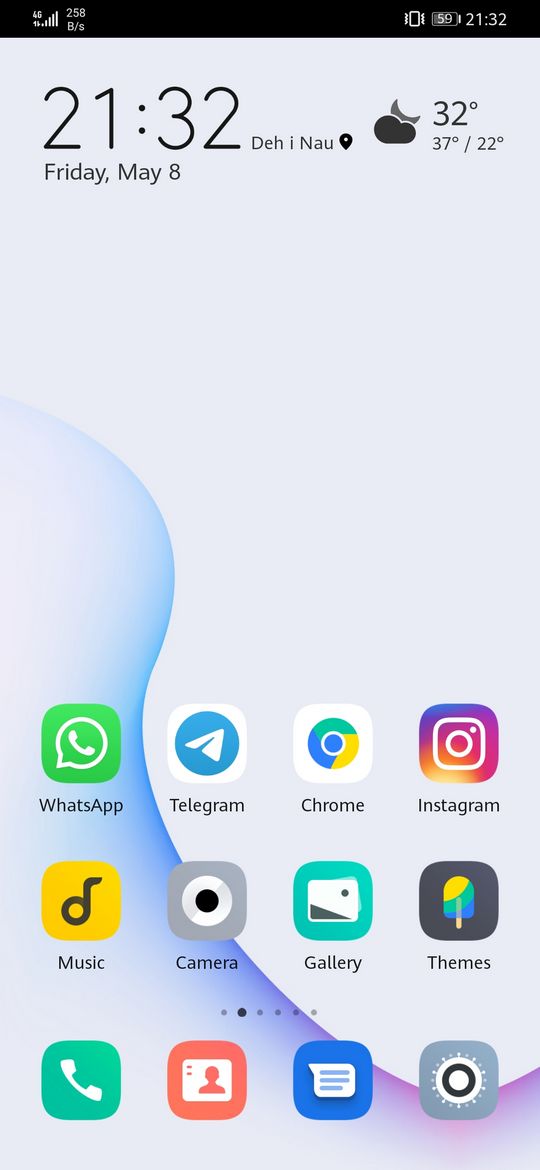 4G 258 B/s 59 21:32
21:32 Deh i Nau 32°
37° / 22°
Friday, May 8
WhatsApp Telegram Chrome Instagram
Music Camera Gallery Themes